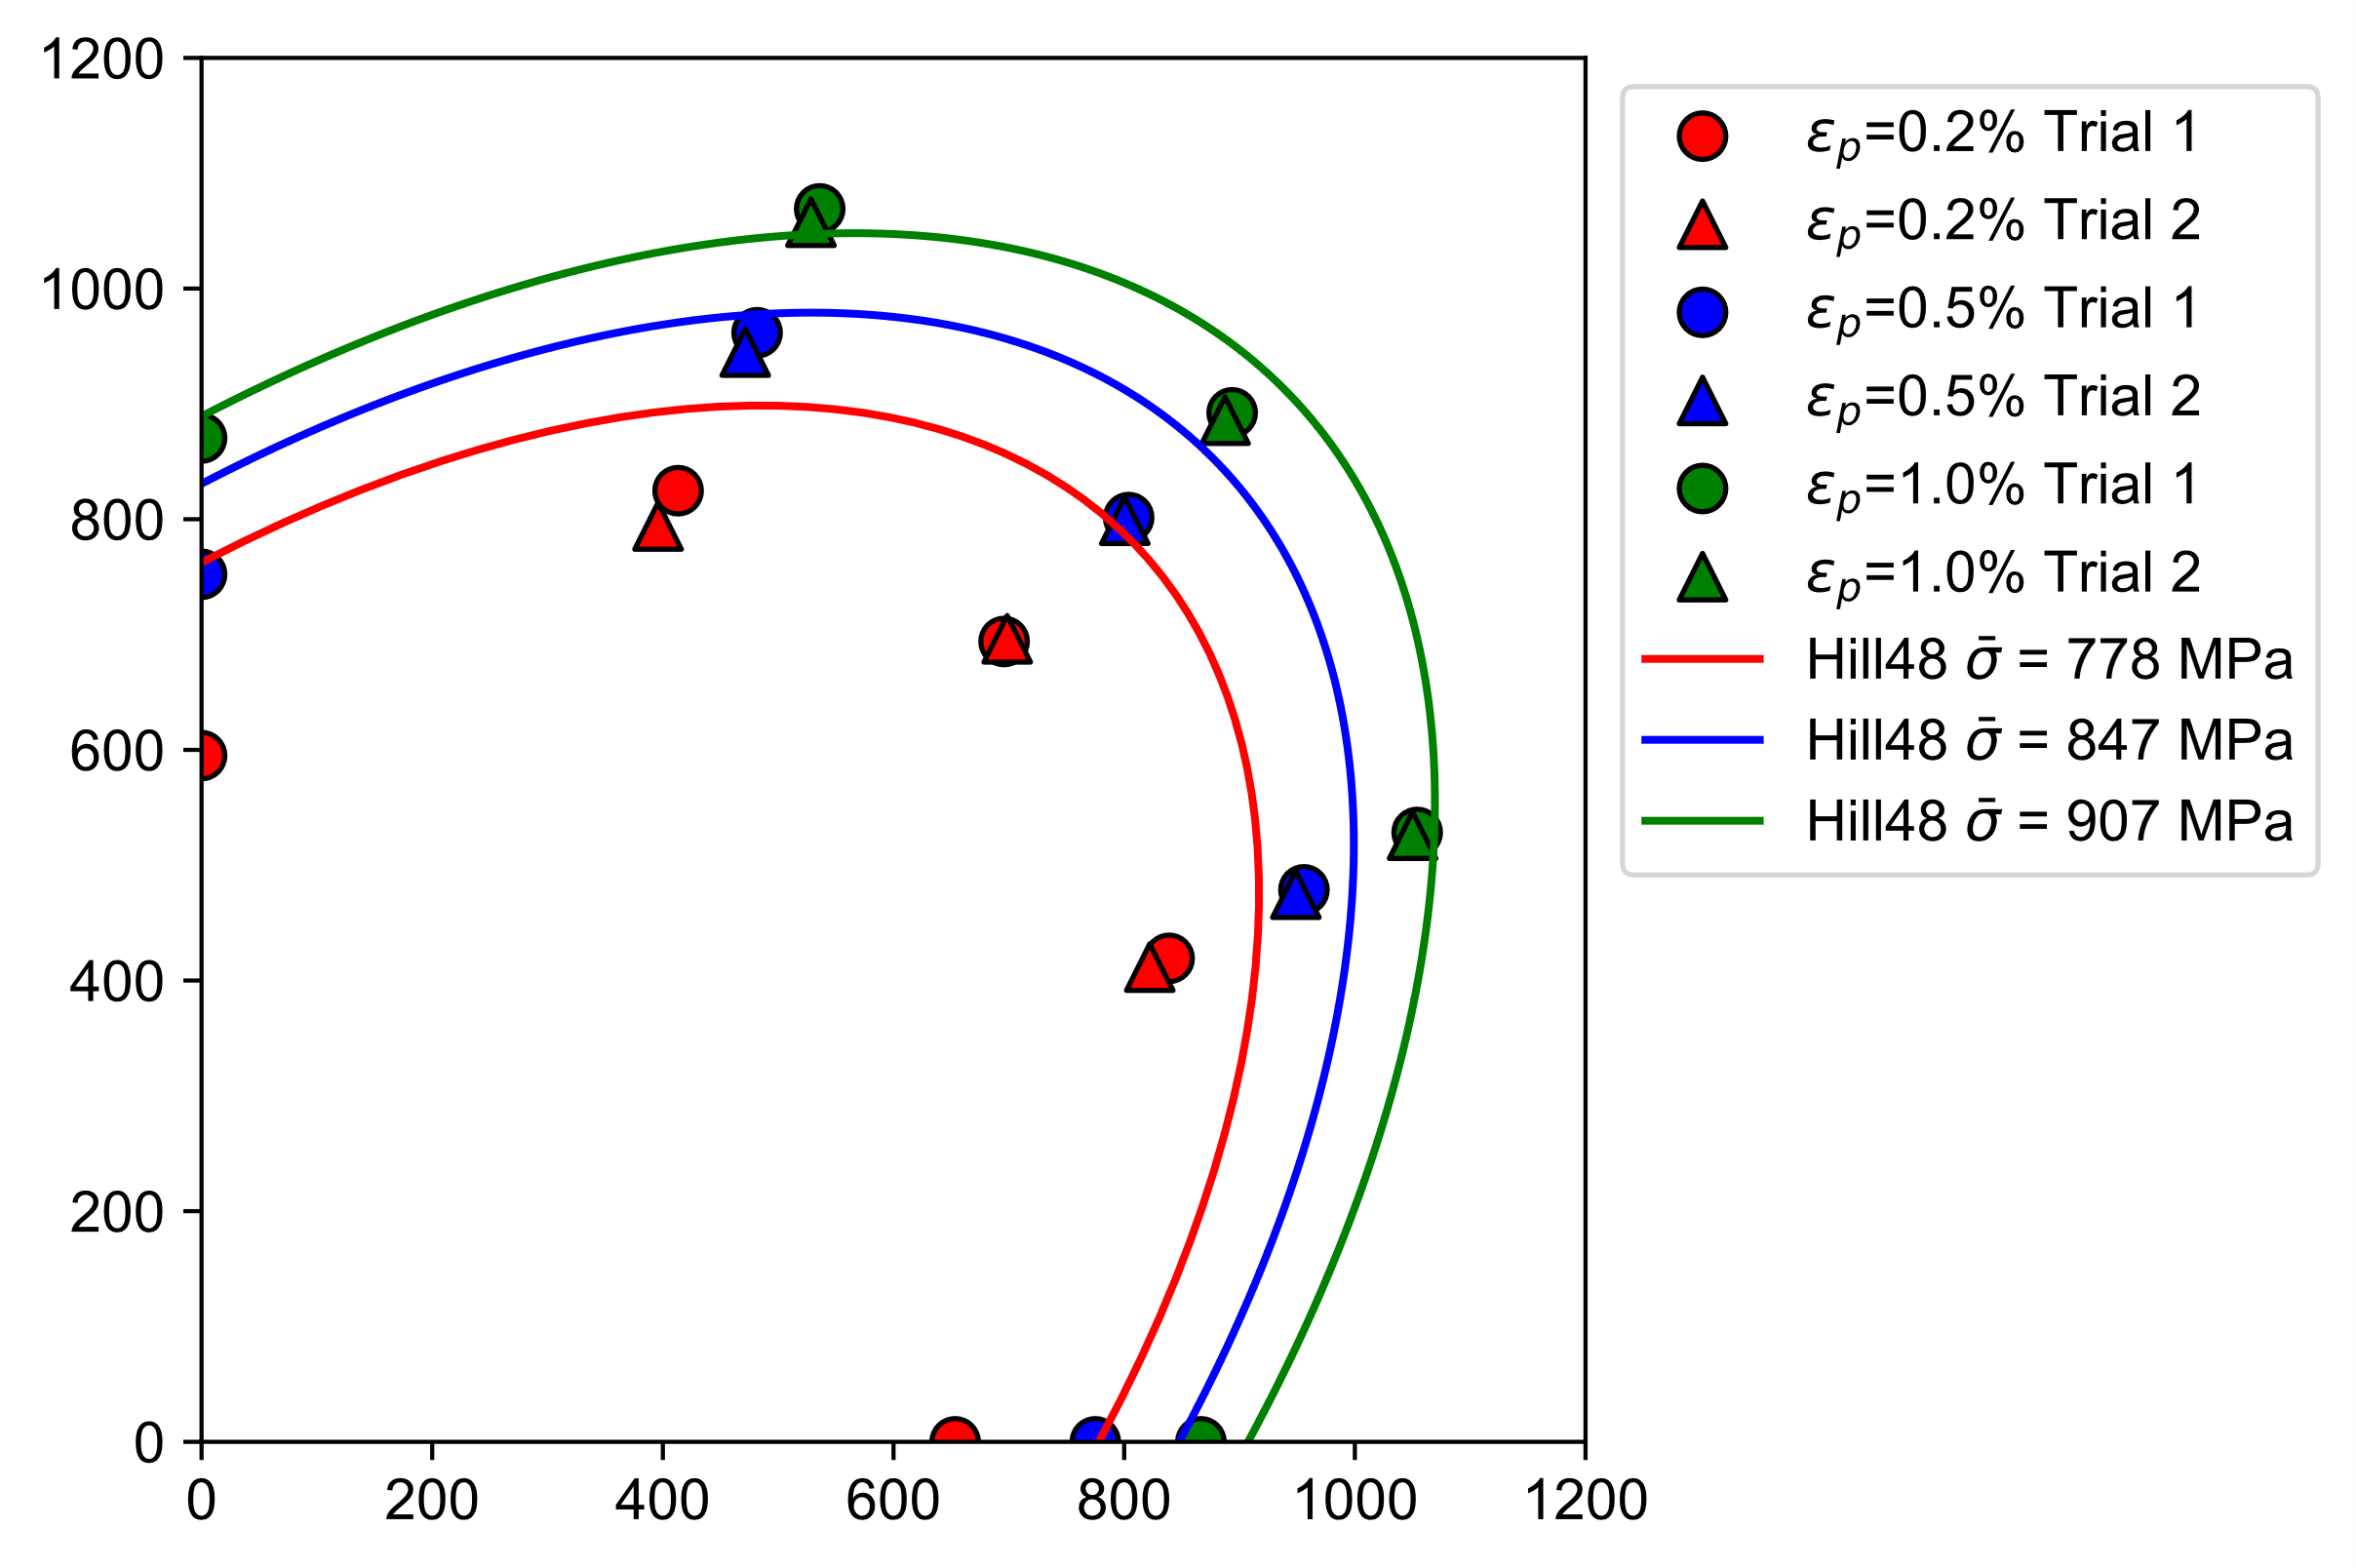 1200
1000
800
600
400
200
0
0 200 400 600 800 1000 1200
εp=0.2% Trial 1
εp=0.2% Trial 2
εp=0.5% Trial 1
εp=0.5% Trial 2
εp=1.0% Trial 1
εp=1.0% Trial 2
Hill48 σ̄ = 778 MPa
Hill48 σ̄ = 847 MPa
Hill48 σ̄ = 907 MPa